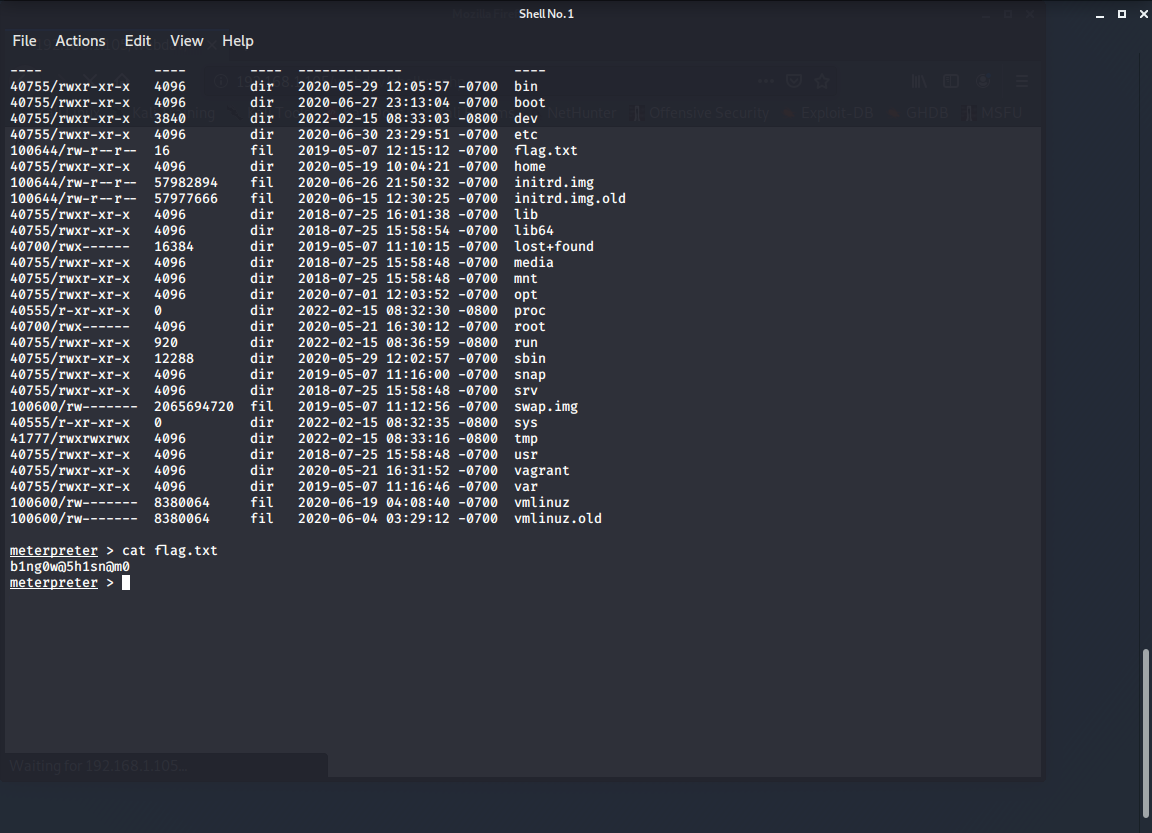 Shell No.1
File Actions Edit View Help
---- ---- ---- ------------- ----
40755/rwxr-xr-x 4096 dir 2020-05-29 12:05:57 -0700 bin
40755/rwxr-xr-x 4096 dir 2020-06-27 23:13:04 -0700 boot
40755/rwxr-xr-x 3840 dir 2022-02-15 08:33:03 -0800 dev
40755/rwxr-xr-x 4096 dir 2020-06-30 23:29:51 -0700 etc
100644/rw-r--r-- 16 fil 2019-05-07 12:15:12 -0700 flag.txt
40755/rwxr-xr-x 4096 dir 2020-05-19 10:04:21 -0700 home
100644/rw-r--r-- 57982894 fil 2020-06-26 21:50:32 -0700 initrd.img
100644/rw-r--r-- 57977666 fil 2020-06-15 12:30:25 -0700 initrd.img.old
40755/rwxr-xr-x 4096 dir 2018-07-25 16:01:38 -0700 lib
40755/rwxr-xr-x 4096 dir 2018-07-25 15:58:54 -0700 lib64
40700/rwx------ 16384 dir 2019-05-07 11:10:15 -0700 lost+found
40755/rwxr-xr-x 4096 dir 2018-07-25 15:58:48 -0700 media
40755/rwxr-xr-x 4096 dir 2018-07-25 15:58:48 -0700 mnt
40755/rwxr-xr-x 4096 dir 2020-07-01 12:03:52 -0700 opt
40555/r-xr-xr-x 0 dir 2022-02-15 08:32:30 -0800 proc
40700/rwx------ 4096 dir 2020-05-21 16:30:12 -0700 root
40755/rwxr-xr-x 920 dir 2022-02-15 08:36:59 -0800 run
40755/rwxr-xr-x 12288 dir 2020-05-29 12:02:57 -0700 sbin
40755/rwxr-xr-x 4096 dir 2019-05-07 11:16:00 -0700 snap
40755/rwxr-xr-x 4096 dir 2018-07-25 15:58:48 -0700 srv
100600/rw------- 2065694720 fil 2019-05-07 11:12:56 -0700 swap.img
40555/r-xr-xr-x 0 dir 2022-02-15 08:32:35 -0800 sys
41777/rwxrwxrwx 4096 dir 2022-02-15 08:33:16 -0800 tmp
40755/rwxr-xr-x 4096 dir 2018-07-25 15:58:48 -0700 usr
40755/rwxr-xr-x 4096 dir 2020-05-21 16:31:52 -0700 vagrant
40755/rwxr-xr-x 4096 dir 2019-05-07 11:16:46 -0700 var
100600/rw------- 8380064 fil 2020-06-19 04:08:40 -0700 vmlinuz
100600/rw------- 8380064 fil 2020-06-04 03:29:12 -0700 vmlinuz.old
meterpreter > cat flag.txt
b1ng0w@5h1sn@m0
meterpreter >
NetHunter Offensive Security Exploit-DB GHDB MSFU
Waiting for 192.168.1.105...